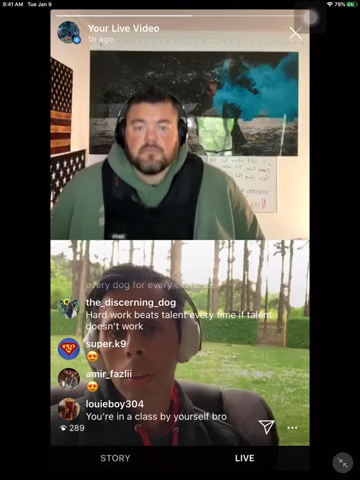 9:41 AM Tue Jan 9
79%
Your Live Video
1h ago
every dog for every exercise
the_discerning_dog
Hard work beats talent every time if talent
doesn't work
super.k9
😍
amir_fazlii
😍
louieboy304
You're in a class by yourself bro
289
STORY
LIVE